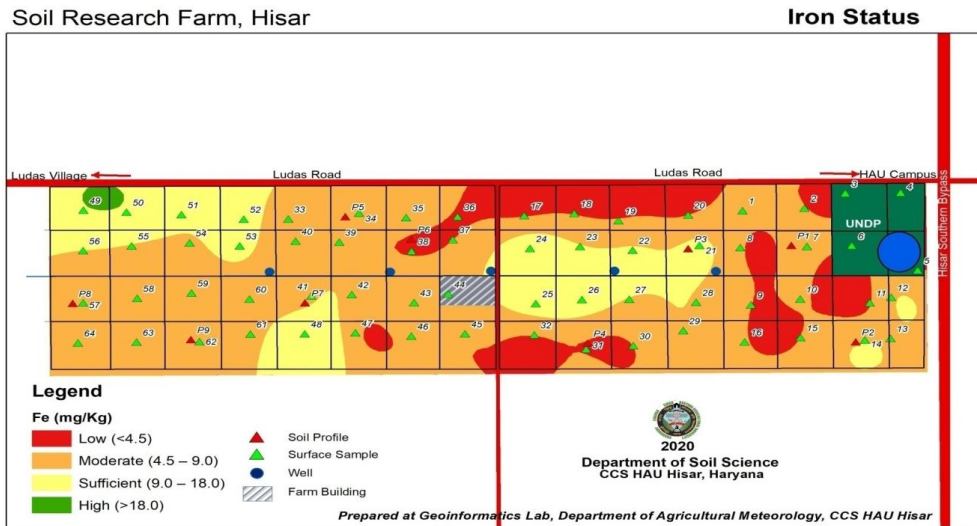 Soil Research Farm, Hisar
Iron Status
Ludas Village
Ludas Road
Ludas Road
HAU Campus
Hisar Southern Bypass
49 50 51 52 33 P5 34 35 36 17 18 19 20 1 2 3 4
UNDP
56 55 54 53 40 39 P6 38 37 24 23 22 P3 21 8 P1 7 6 5
P8 57 58 59 60 41 P7 42 43 44 25 26 27 28 9 10 11 12
64 63 P9 62 61 48 47 46 45 32 P4 31 30 29 16 15 P2 14 13
Legend
Fe (mg/Kg)
Low (<4.5)
Moderate (4.5 – 9.0)
Sufficient (9.0 – 18.0)
High (>18.0)
Soil Profile
Surface Sample
Well
Farm Building
2020
Department of Soil Science
CCS HAU Hisar, Haryana
Prepared at Geoinformatics Lab, Department of Agricultural Meteorology, CCS HAU Hisar